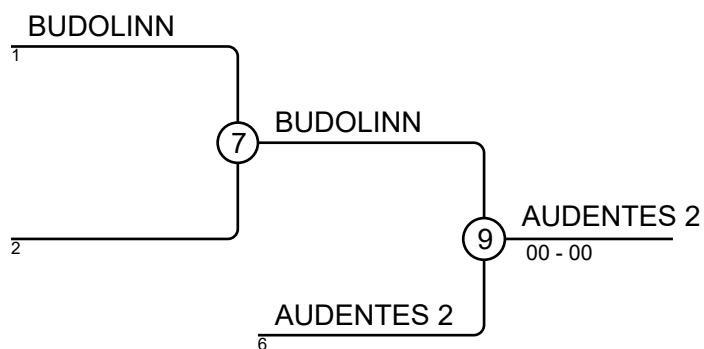 BUDOLINN
1
7
BUDOLINN
2
AUDENTES 2
9
00 - 00
AUDENTES 2
6